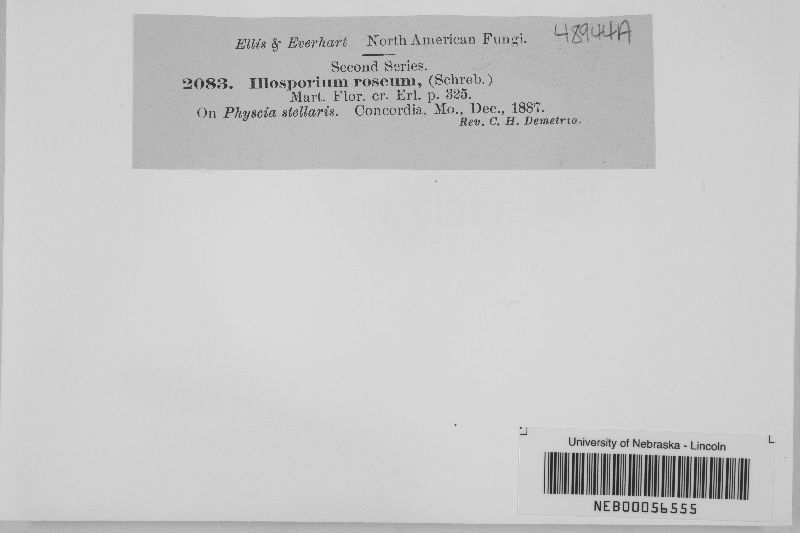 Ellis & Everhart North American Fungi. 48944A
Second Series.
2083. Illosporium roseum, (Schreb.)
Mart. Flor. cr. Erl. p. 325.
On Physcia stellaris. Concordia, Mo., Dec., 1887.
Rev. C. H. Demetrio.
University of Nebraska - Lincoln
NEB00056555